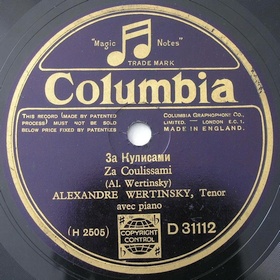 "Magic Notes"
TRADE MARK
Columbia
THIS RECORD (MADE BY PATENTED
PROCESS) MUST NOT BE SOLD
BELOW PRICE FIXED BY PATENTEES
COLUMBIA GRAPHOPHONE CO.,
LIMITED.— LONDON E.C.1.
MADE IN ENGLAND.
За Кулисами
Za Coulissami
(Al. Wertinsky)
ALEXANDRE WERTINSKY, Tenor
avec piano
(H 2505)
COPYRIGHT
CONTROL
D 31112